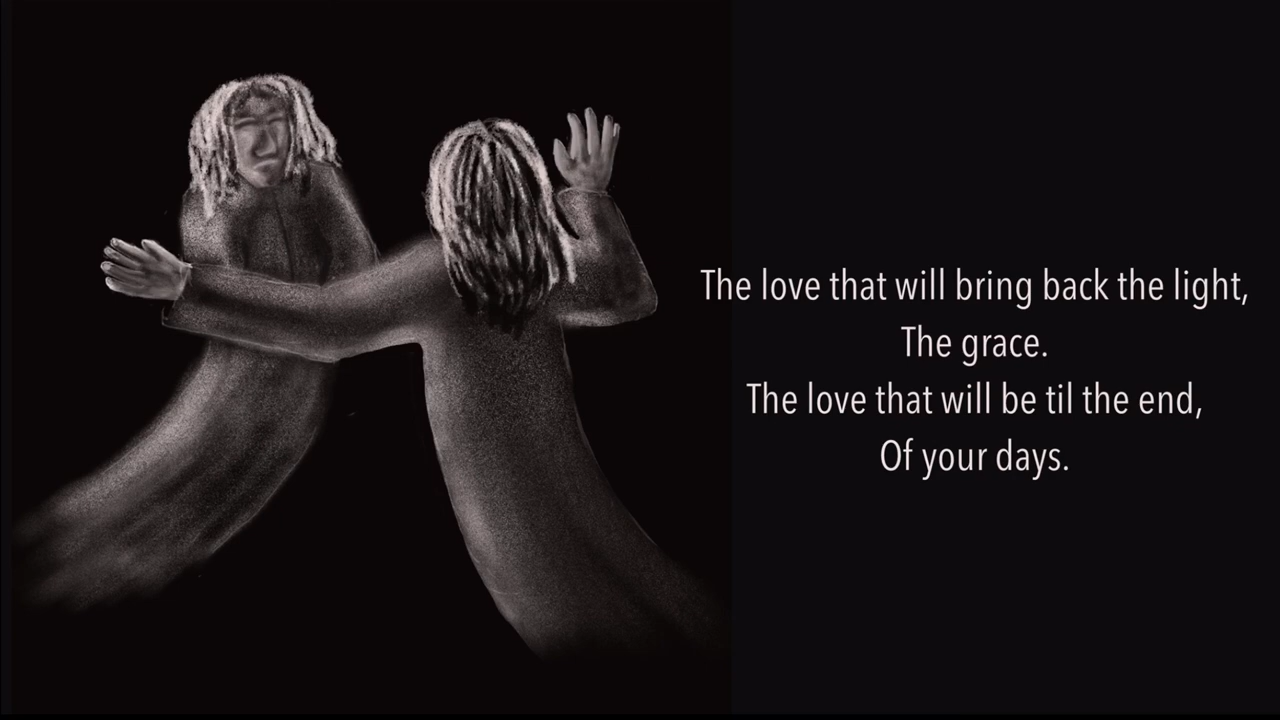 The love that will bring back the light,
The grace.
The love that will be til the end,
Of your days.